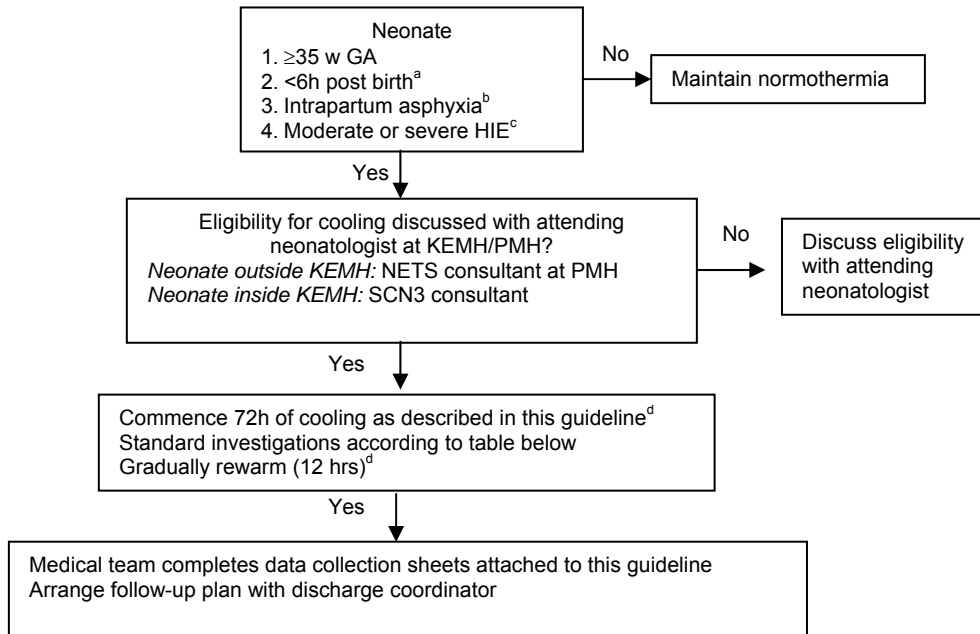 Neonate
1. ≥35 w GA
2. <6h post birthᵃ
3. Intrapartum asphyxiaᵇ
4. Moderate or severe HIEᶜ
No
Maintain normothermia
Yes
Eligibility for cooling discussed with attending
neonatologist at KEMH/PMH?
Neonate outside KEMH: NETS consultant at PMH
Neonate inside KEMH: SCN3 consultant
No
Discuss eligibility
with attending
neonatologist
Yes
Commence 72h of cooling as described in this guidelineᵈ
Standard investigations according to table below
Gradually rewarm (12 hrs)ᵈ
Yes
Medical team completes data collection sheets attached to this guideline
Arrange follow-up plan with discharge coordinator